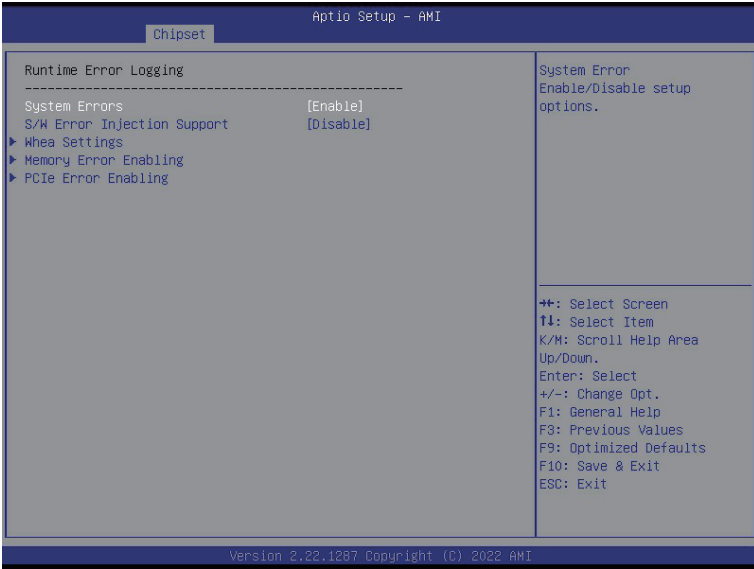 Aptio Setup – AMI
Chipset
Runtime Error Logging
--------------------------------------------------
System Errors [Enable]
S/W Error Injection Support [Disable]
Whea Settings
Memory Error Enabling
PCIe Error Enabling
System Error
Enable/Disable setup
options.
→←: Select Screen
↑↓: Select Item
K/M: Scroll Help Area
Up/Down.
Enter: Select
+/-: Change Opt.
F1: General Help
F3: Previous Values
F9: Optimized Defaults
F10: Save & Exit
ESC: Exit
Version 2.22.1287 Copyright (C) 2022 AMI